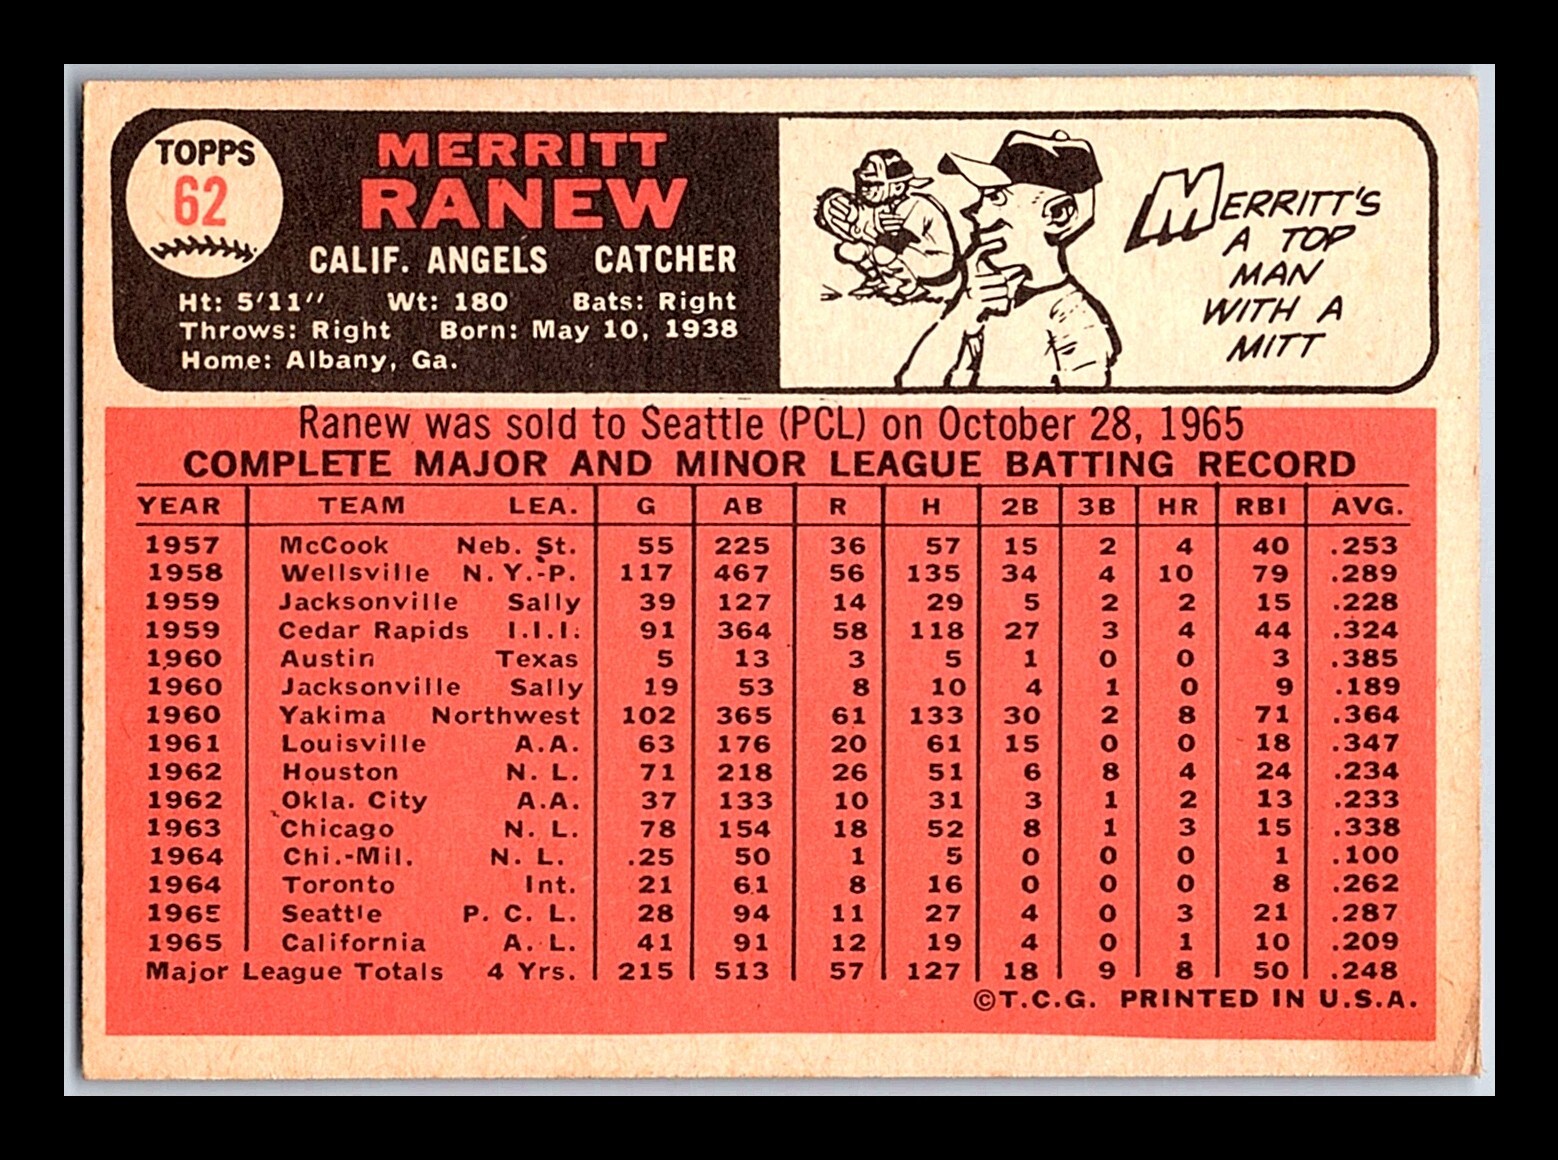 TOPPS
62
MERRITT
RANEW
CALIF. ANGELS CATCHER
Ht: 5'11" Wt: 180 Bats: Right
Throws: Right Born: May 10, 1938
Home: Albany, Ga.
MERRITT'S
A TOP
MAN
WITH A
MITT
Ranew was sold to Seattle (PCL) on October 28, 1965
COMPLETE MAJOR AND MINOR LEAGUE BATTING RECORD
YEAR TEAM LEA. G AB R H 2B 3B HR RBI AVG.
1957 McCook Neb. St. 55 225 36 57 15 2 4 40 .253
1958 Wellsville N.Y.-P. 117 467 56 135 34 4 10 79 .289
1959 Jacksonville Sally 39 127 14 29 5 2 2 15 .228
1959 Cedar Rapids I.I.I. 91 364 58 118 27 3 4 44 .324
1960 Austin Texas 5 13 3 5 1 0 0 3 .385
1960 Jacksonville Sally 19 53 8 10 4 1 0 9 .189
1960 Yakima Northwest 102 365 61 133 30 2 8 71 .364
1961 Louisville A.A. 63 176 20 61 15 0 0 18 .347
1962 Houston N. L. 71 218 26 51 6 8 4 24 .234
1962 Okla. City A.A. 37 133 10 31 3 1 2 13 .233
1963 Chicago N. L. 78 154 18 52 8 1 3 15 .338
1964 Chi.-Mil. N. L. .25 50 1 5 0 0 0 1 .100
1964 Toronto Int. 21 61 8 16 0 0 0 8 .262
1965 Seattle P. C. L. 28 94 11 27 4 0 3 21 .287
1965 California A. L. 41 91 12 19 4 0 1 10 .209
Major League Totals 4 Yrs. 215 513 57 127 18 9 8 50 .248
©T.C.G. PRINTED IN U.S.A.